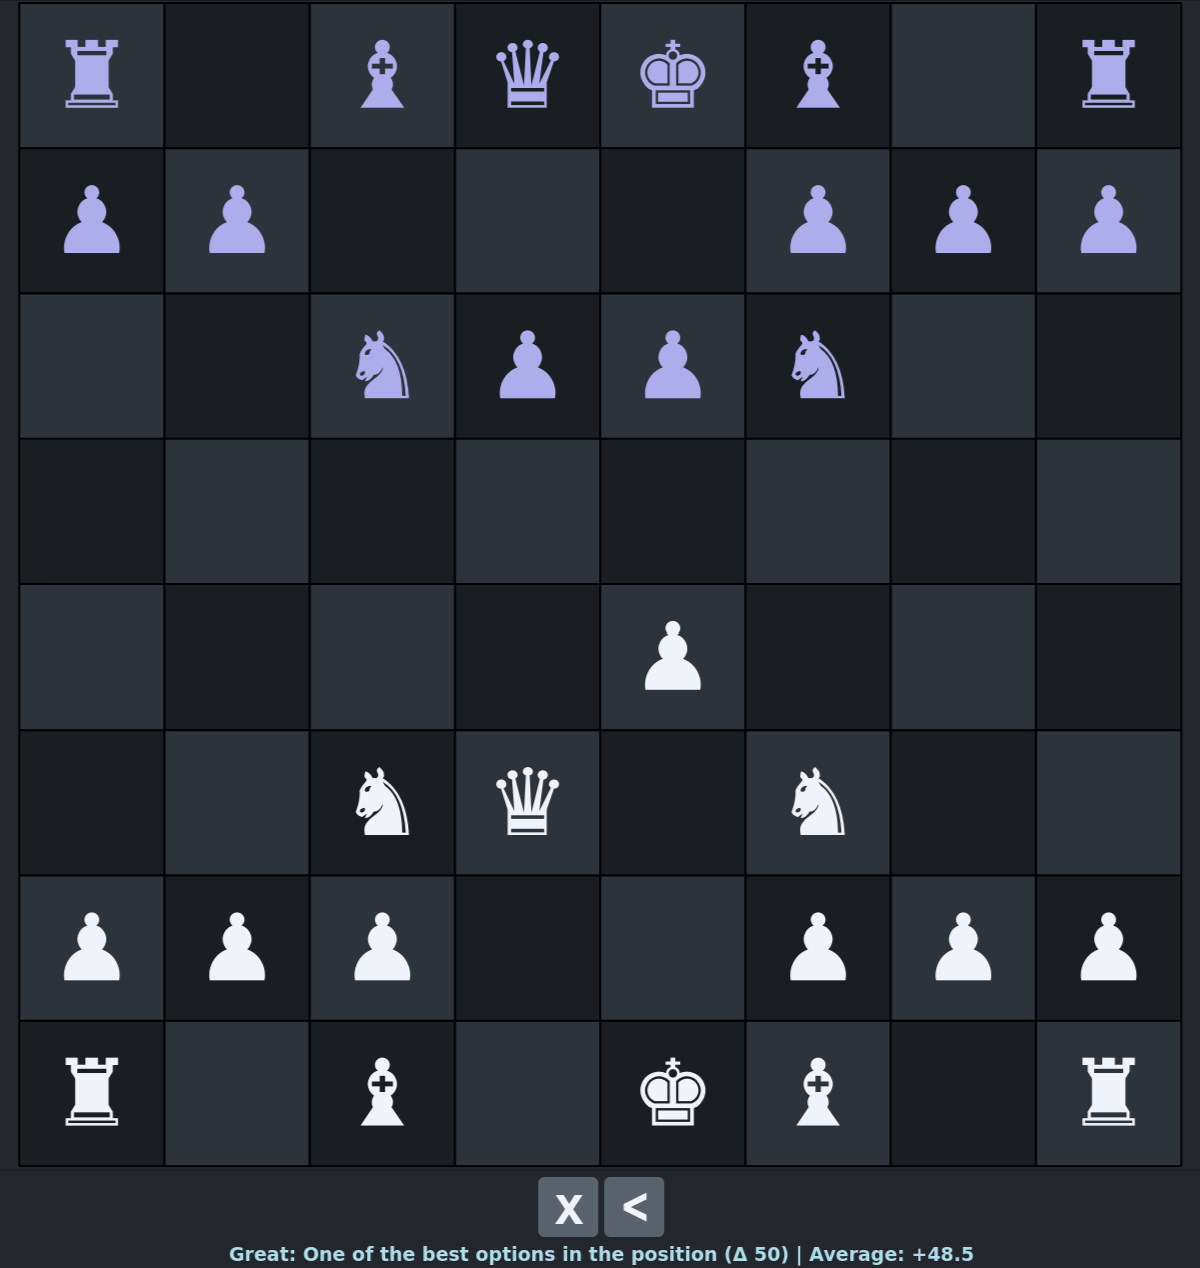 X <
Great: One of the best options in the position (Δ 50) | Average: +48.5